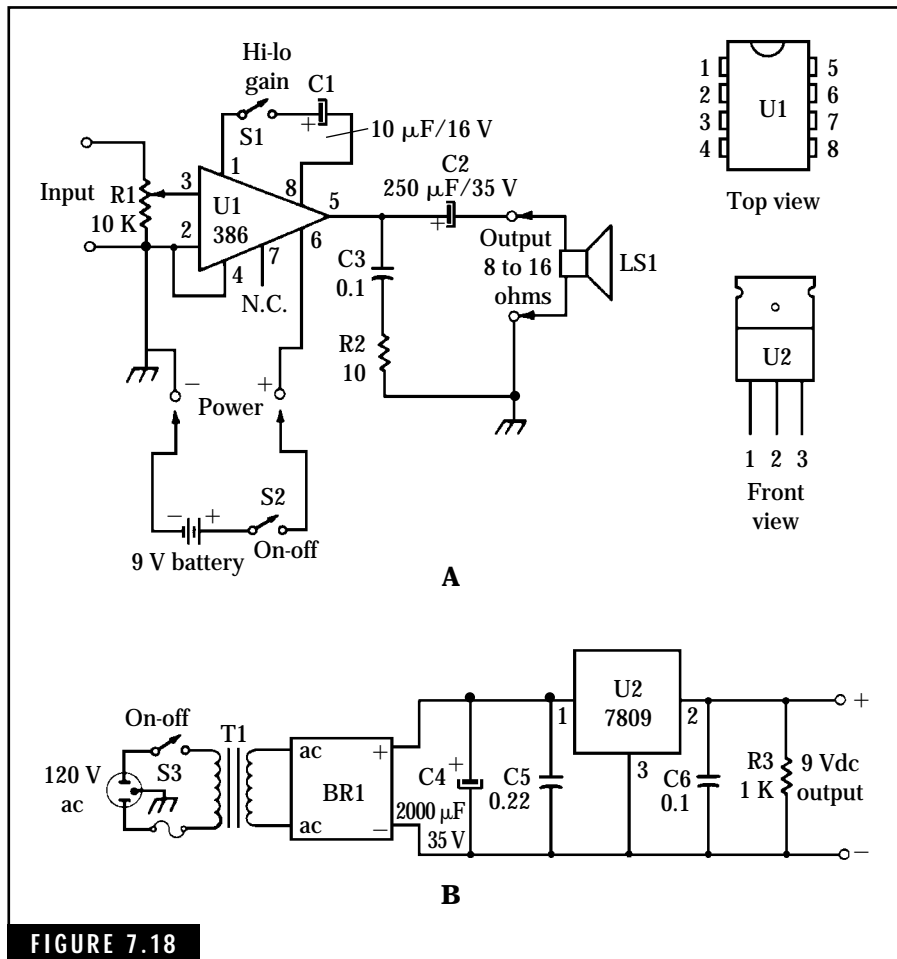 Hi-lo
gain
C1
+
S1
10 μF/16 V
1
3
8
C2
250 μF/35 V
5
Input
R1
10 K
U1
386
2
4
7
6
N.C.
+
C3
0.1
Output
8 to 16
ohms
LS1
R2
10
−
+
Power
S2
−
+
9 V battery
On-off
A
1
2
3
4
U1
5
6
7
8
Top view
U2
1 2 3
Front
view
On-off
S3
T1
120 V
ac
ac
ac
BR1
+
−
C4
+
2000 μF
35 V
C5
0.22
1
U2
7809
2
3
C6
0.1
R3
1 K
+
9 Vdc
output
−
B
FIGURE 7.18